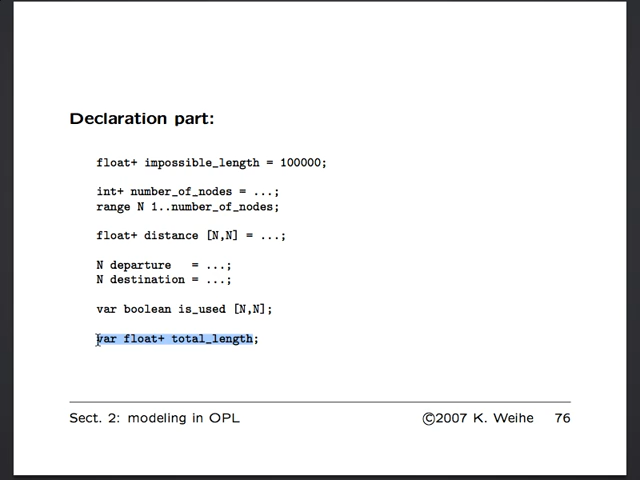 Declaration part:
float+ impossible_length = 100000;
int+ number_of_nodes = ...;
range N 1..number_of_nodes;
float+ distance [N,N] = ...;
N departure   = ...;
N destination = ...;
var boolean is_used [N,N];
var float+ total_length;
Sect. 2: modeling in OPL ©2007 K. Weihe 76